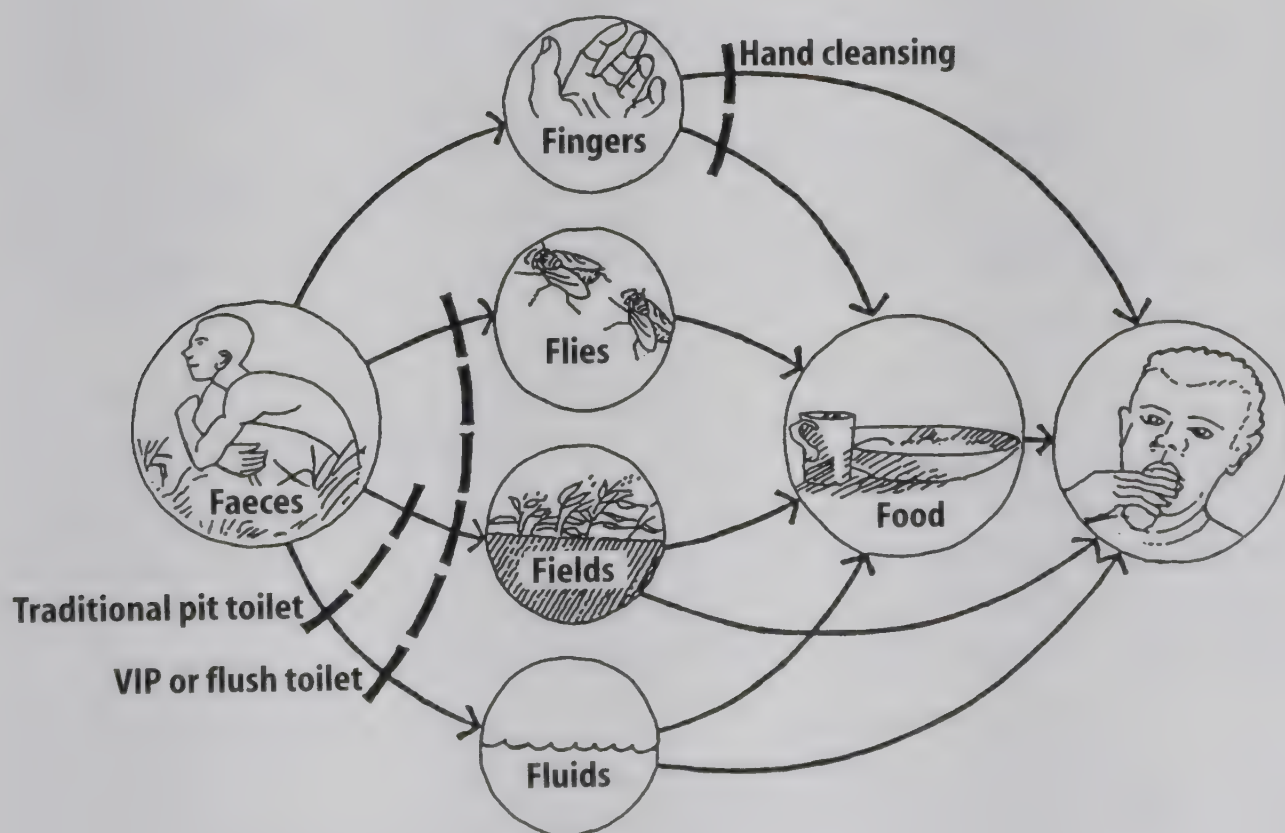 Hand cleansing
Fingers
Flies
Faeces
Food
Fields
Traditional pit toilet
VIP or flush toilet
Fluids